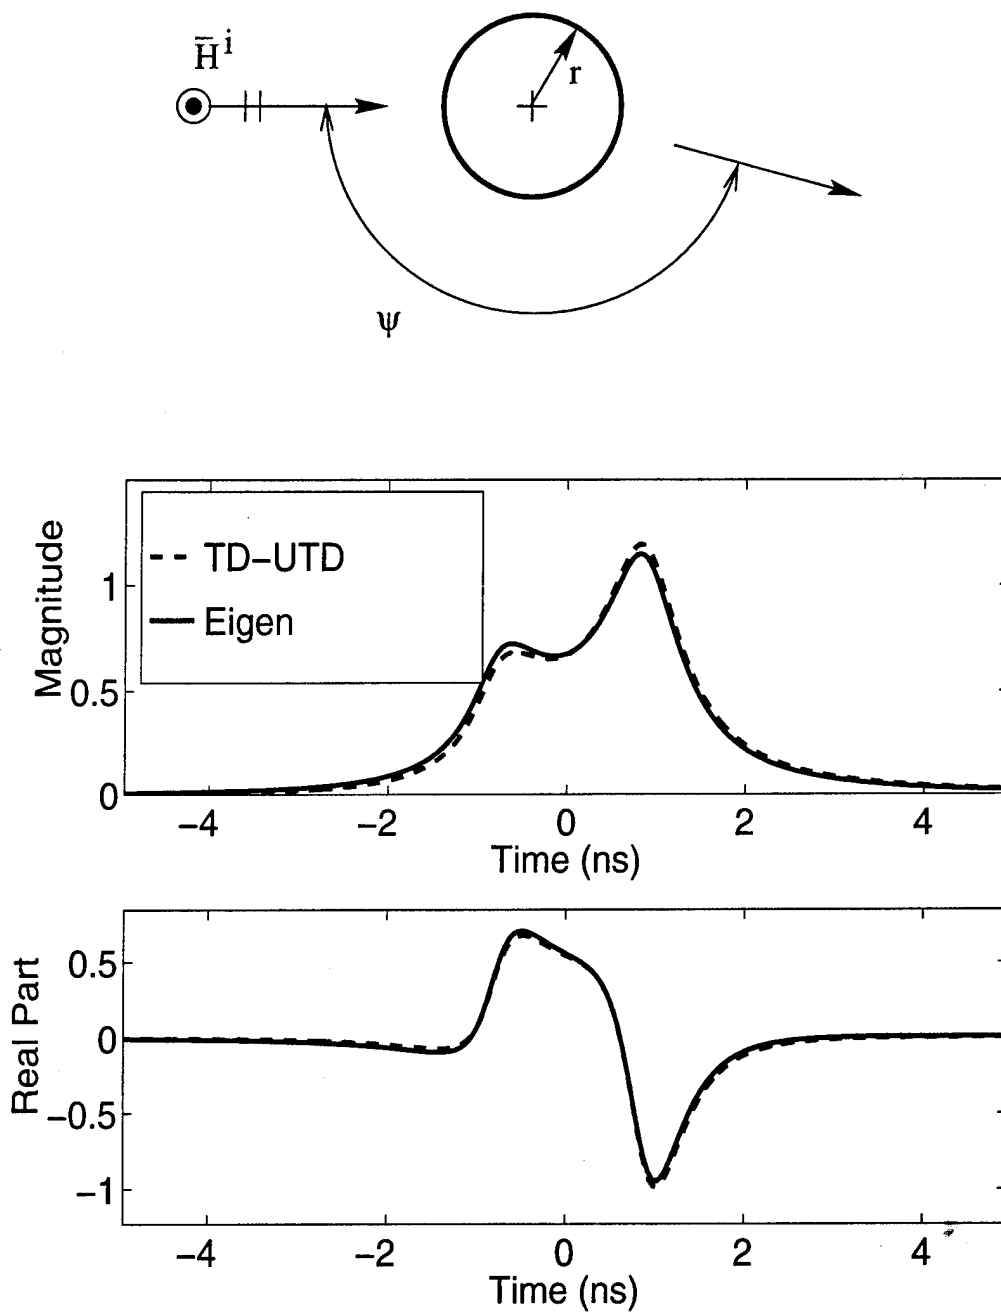 H̅ⁱ
r
ψ
Magnitude
1
0.5
0
TD-UTD
Eigen
-4 -2 0 2 4
Time (ns)
Real Part
0.5
0
-0.5
-1
-4 -2 0 2 4
Time (ns)